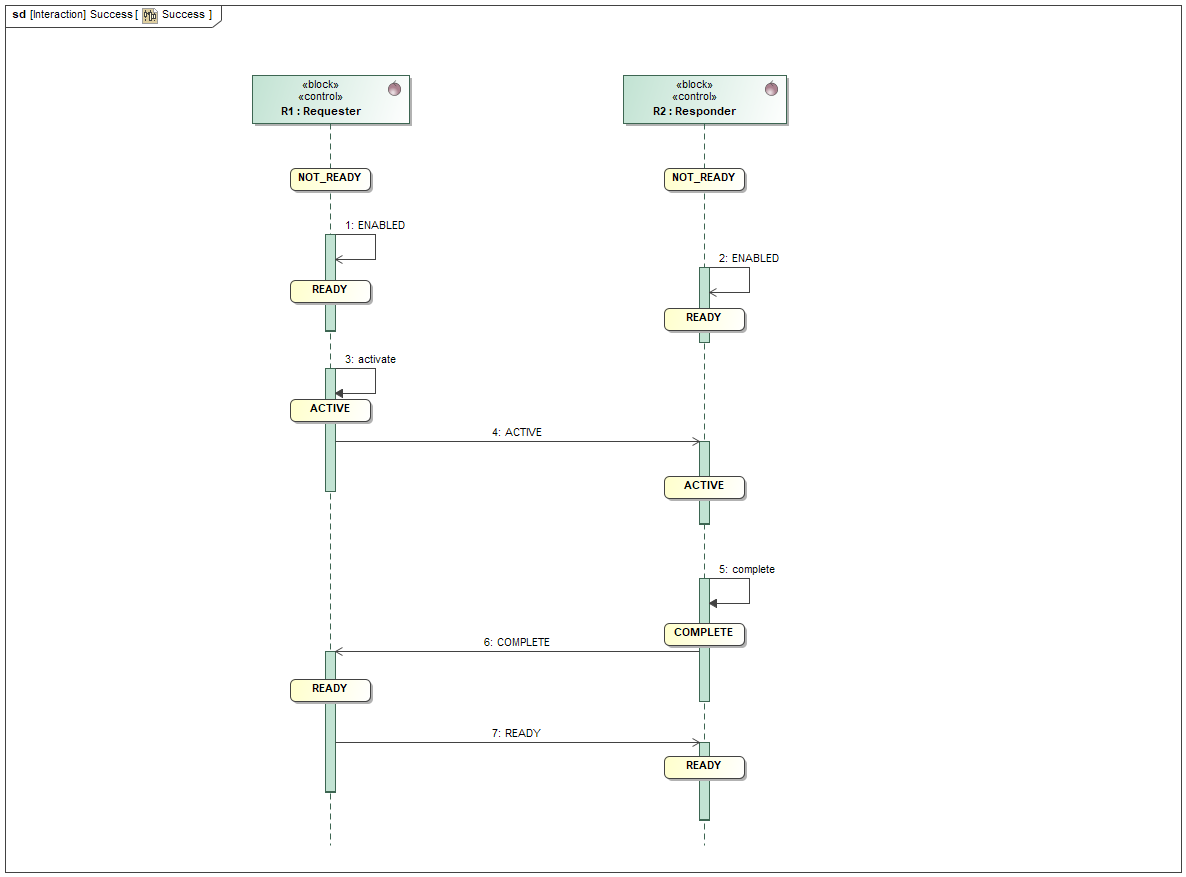 sd [Interaction] Success [ Success ]
«block»
«control»
R1 : Requester
«block»
«control»
R2 : Responder
NOT_READY
NOT_READY
1: ENABLED
2: ENABLED
READY
READY
3: activate
ACTIVE
4: ACTIVE
ACTIVE
5: complete
COMPLETE
6: COMPLETE
READY
7: READY
READY